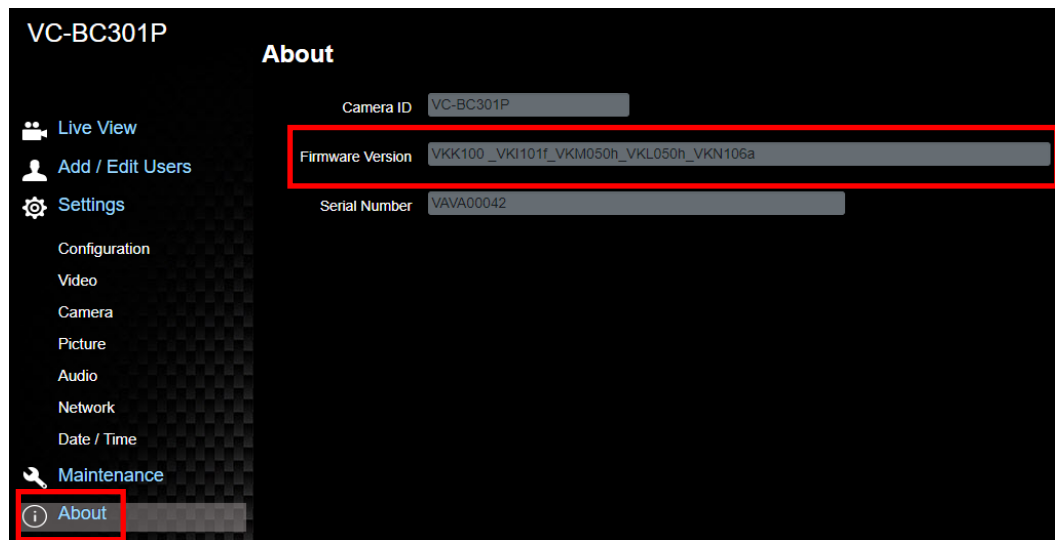 VC-BC301P
Live View
Add / Edit Users
Settings
Configuration
Video
Camera
Picture
Audio
Network
Date / Time
Maintenance
About
About
Camera ID VC-BC301P
Firmware Version VKK100 _VKI101f_VKM050h_VKL050h_VKN106a
Serial Number VAVA00042